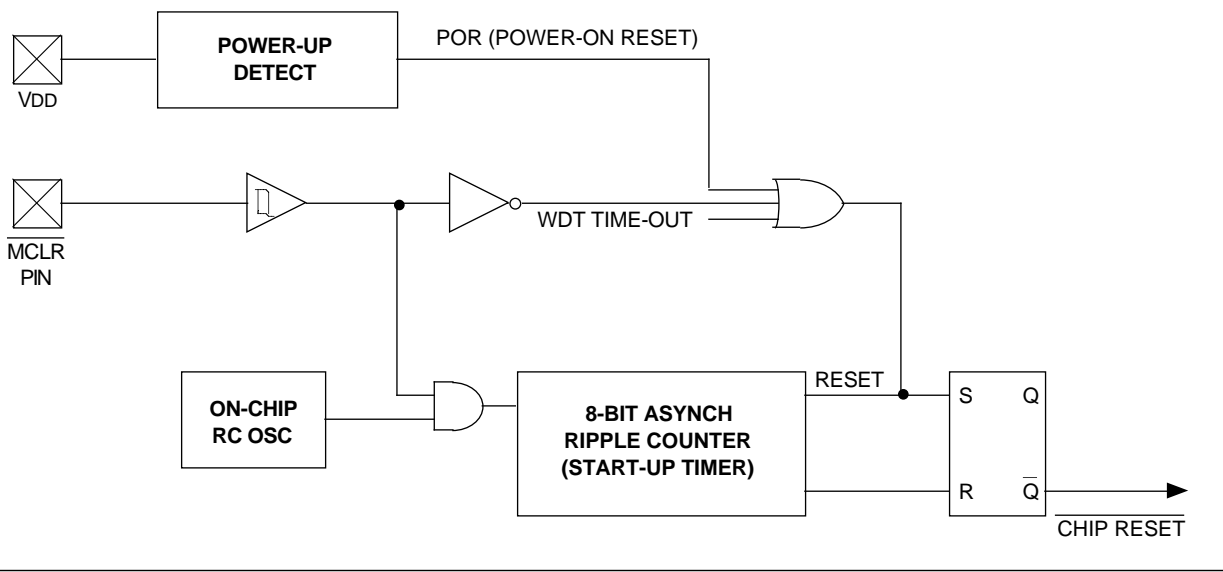 POWER-UP
DETECT
POR (POWER-ON RESET)
VDD
WDT TIME-OUT
MCLR
PIN
ON-CHIP
RC OSC
8-BIT ASYNCH
RIPPLE COUNTER
(START-UP TIMER)
RESET
S Q
R Q̅
CHIP RESET